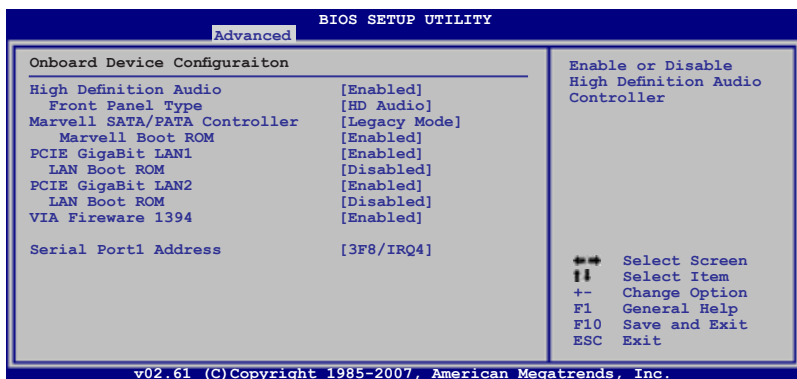 BIOS SETUP UTILITY
Advanced
Onboard Device Configuraiton
High Definition Audio [Enabled]
Front Panel Type [HD Audio]
Marvell SATA/PATA Controller [Legacy Mode]
Marvell Boot ROM [Enabled]
PCIE GigaBit LAN1 [Enabled]
LAN Boot ROM [Disabled]
PCIE GigaBit LAN2 [Enabled]
LAN Boot ROM [Disabled]
VIA Fireware 1394 [Enabled]
Serial Port1 Address [3F8/IRQ4]
Enable or Disable
High Definition Audio
Controller
Select Screen
Select Item
+- Change Option
F1 General Help
F10 Save and Exit
ESC Exit
v02.61 (C)Copyright 1985-2007, American Megatrends, Inc.